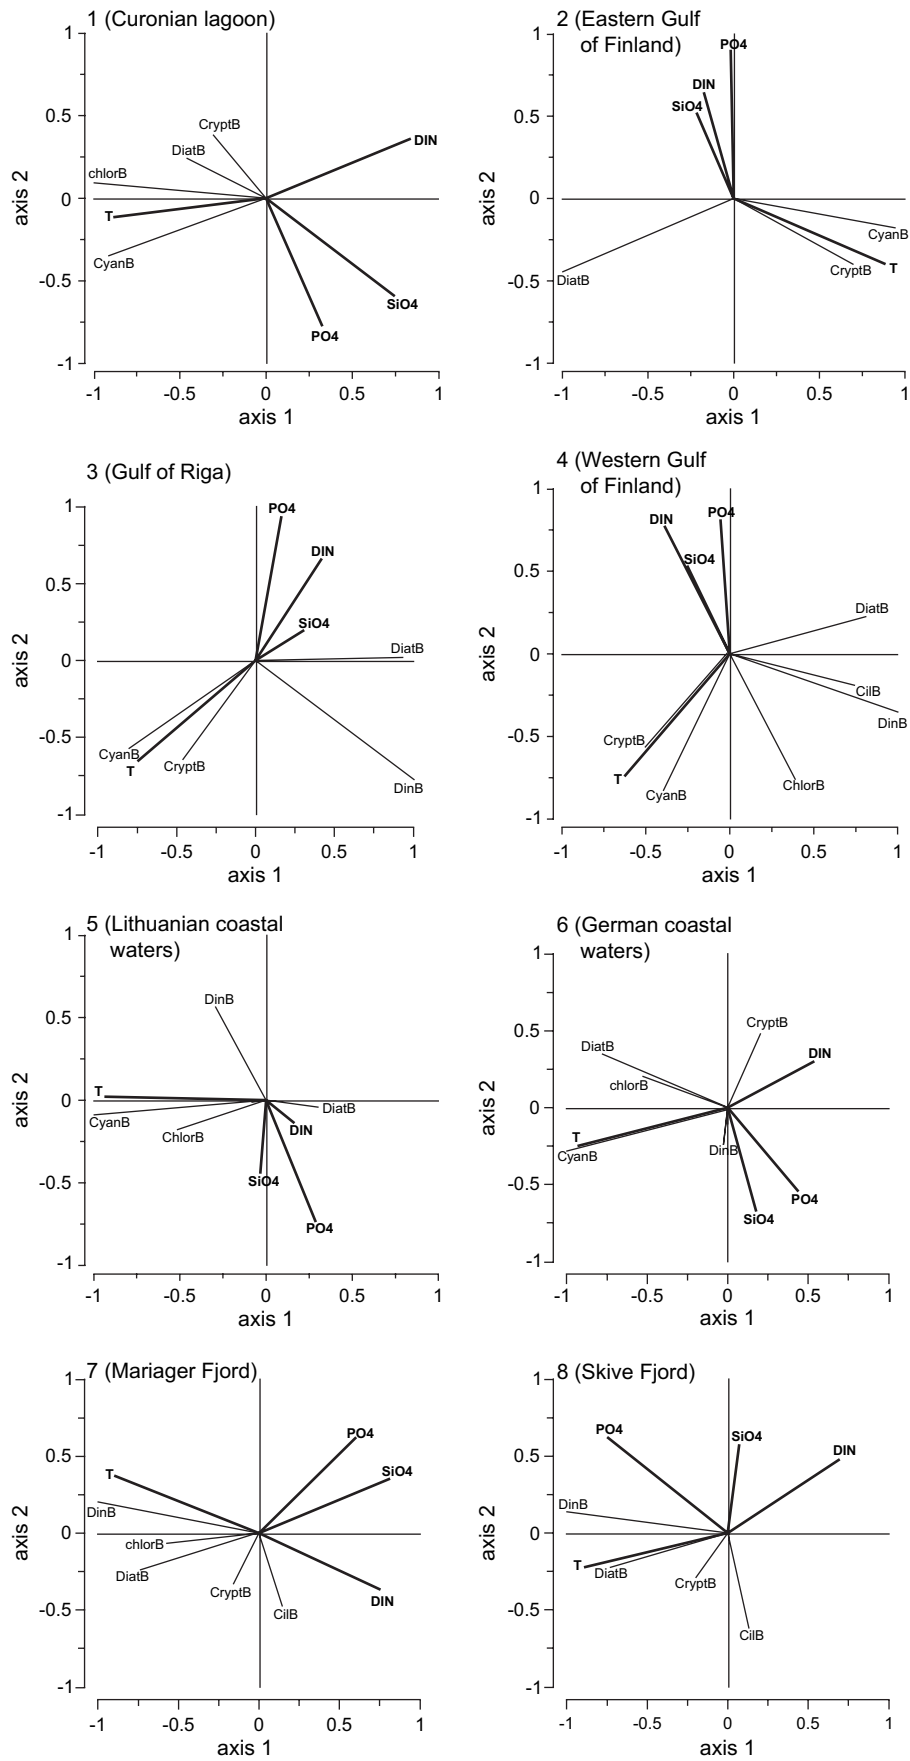 1 (Curonian lagoon)
1
0.5
0
-0.5
-1
axis 2
CryptB
DiatB
chlorB
T
CyanB
DIN
SiO4
PO4
-1 -0.5 0 0.5 1
axis 1
2 (Eastern Gulf
of Finland)
1
0.5
0
-0.5
-1
axis 2
PO4
DIN
SiO4
DiatB
CyanB
CryptB
T
-1 -0.5 0 0.5 1
axis 1
3 (Gulf of Riga)
1
0.5
0
-0.5
-1
axis 2
PO4
DIN
SiO4
DiatB
CyanB
T
CryptB
DinB
-1 -0.5 0 0.5 1
axis 1
4 (Western Gulf
of Finland)
1
0.5
0
-0.5
-1
axis 2
DIN
PO4
SiO4
DiatB
CilB
DinB
CryptB
T
CyanB
ChlorB
-1 -0.5 0 0.5 1
axis 1
5 (Lithuanian coastal
waters)
1
0.5
0
-0.5
-1
axis 2
DinB
T
CyanB
ChlorB
DiatB
DIN
SiO4
PO4
-1 -0.5 0 0.5 1
axis 1
6 (German coastal
waters)
1
0.5
0
-0.5
-1
axis 2
CryptB
DiatB
DIN
chlorB
T
CyanB
DinB
PO4
SiO4
-1 -0.5 0 0.5 1
axis 1
7 (Mariager Fjord)
1
0.5
0
-0.5
-1
axis 2
PO4
T
SiO4
DinB
chlorB
DiatB
CryptB
CilB
DIN
-1 -0.5 0 0.5 1
axis 1
8 (Skive Fjord)
1
0.5
0
-0.5
-1
axis 2
PO4
SiO4
DIN
DinB
T
DiatB
CryptB
CilB
-1 -0.5 0 0.5 1
axis 1